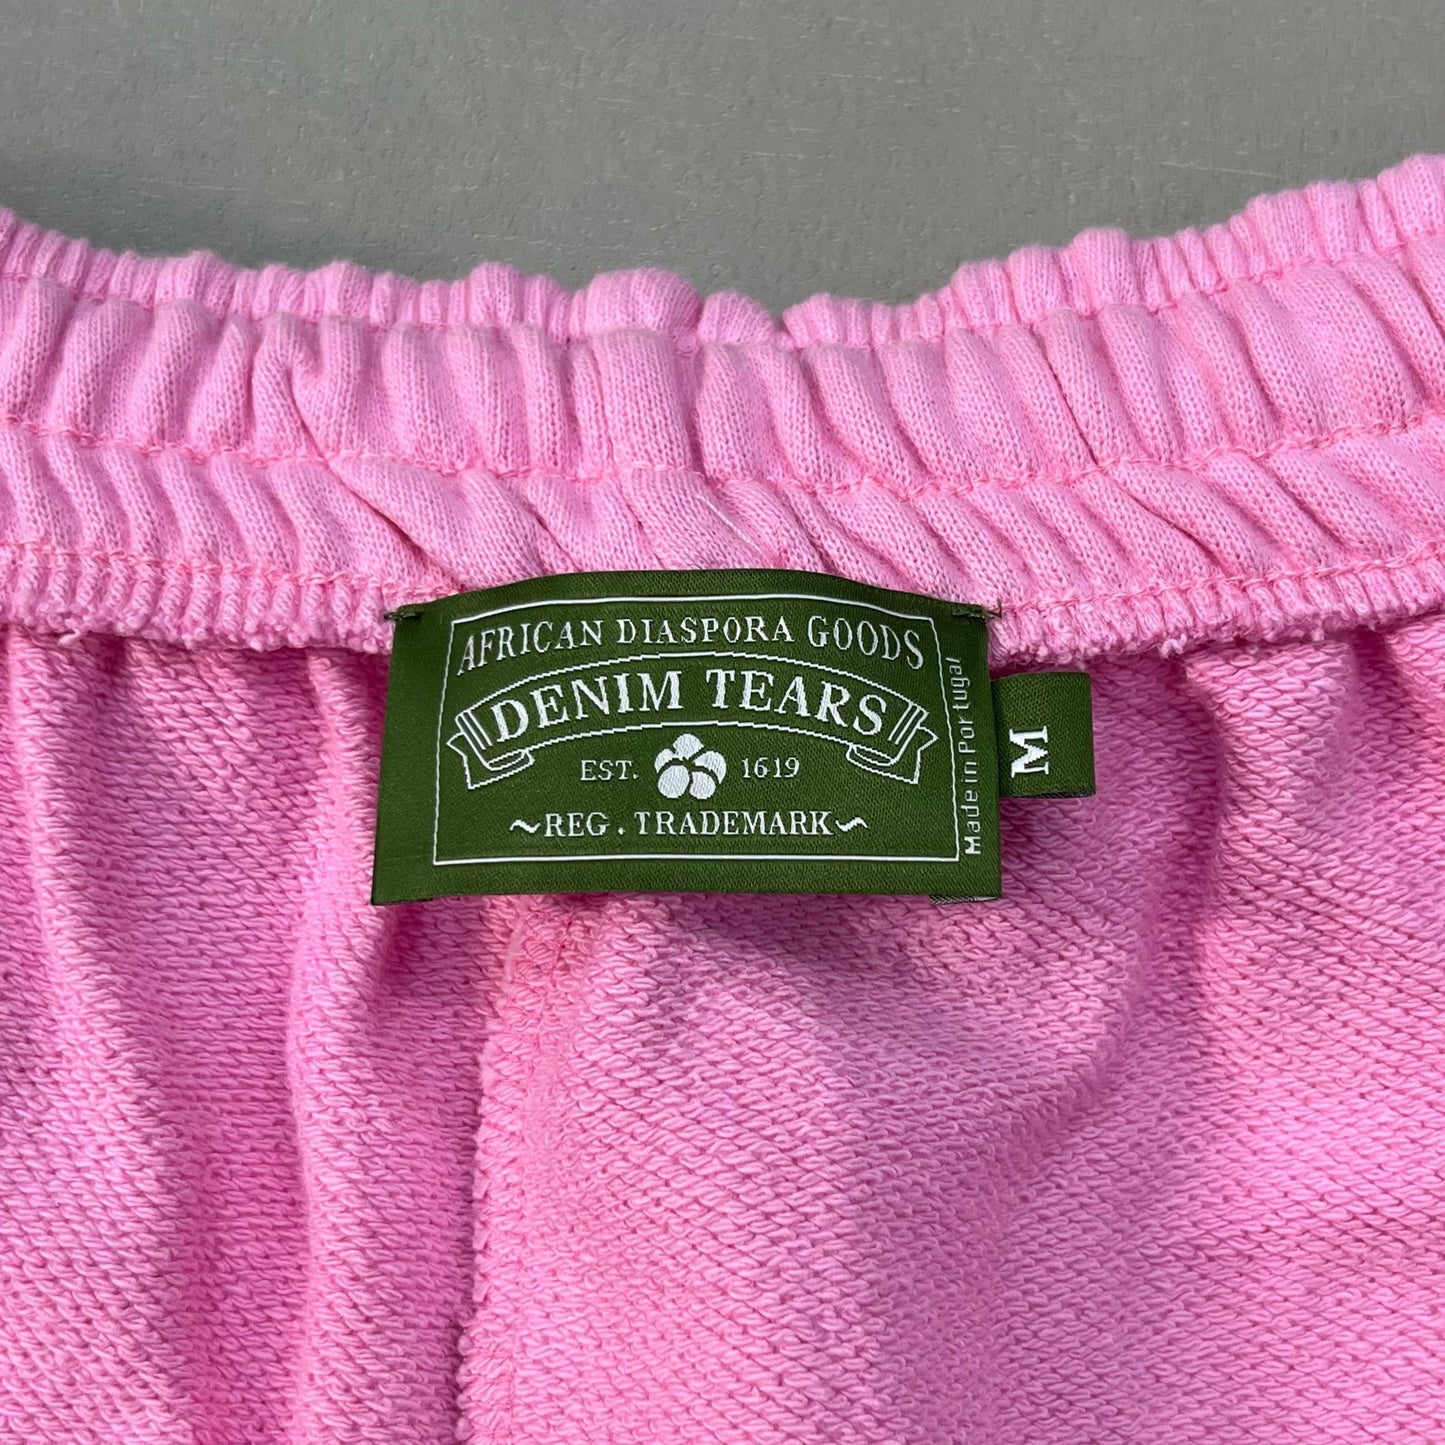 AFRICAN DIASPORA GOODS
DENIM TEARS
EST. 1619
REG. TRADEMARK
Made in Portugal
M